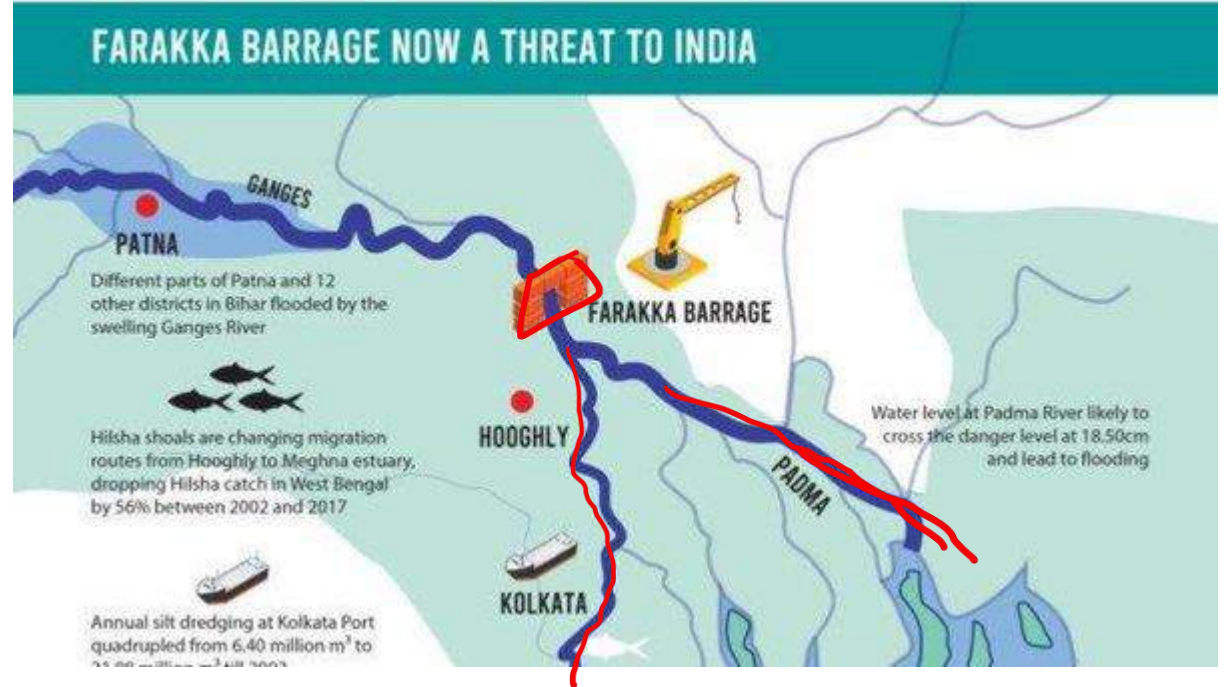 FARAKKA BARRAGE NOW A THREAT TO INDIA
GANGES
PATNA
Different parts of Patna and 12
other districts in Bihar flooded by the
swelling Ganges River
FARAKKA BARRAGE
Hilsha shoals are changing migration
routes from Hooghly to Meghna estuary,
dropping Hilsha catch in West Bengal
by 56% between 2002 and 2017
HOOGHLY
Water level at Padma River likely to
cross the danger level at 18.50cm
and lead to flooding
PADMA
KOLKATA
Annual silt dredging at Kolkata Port
quadrupled from 6.40 million m³ to